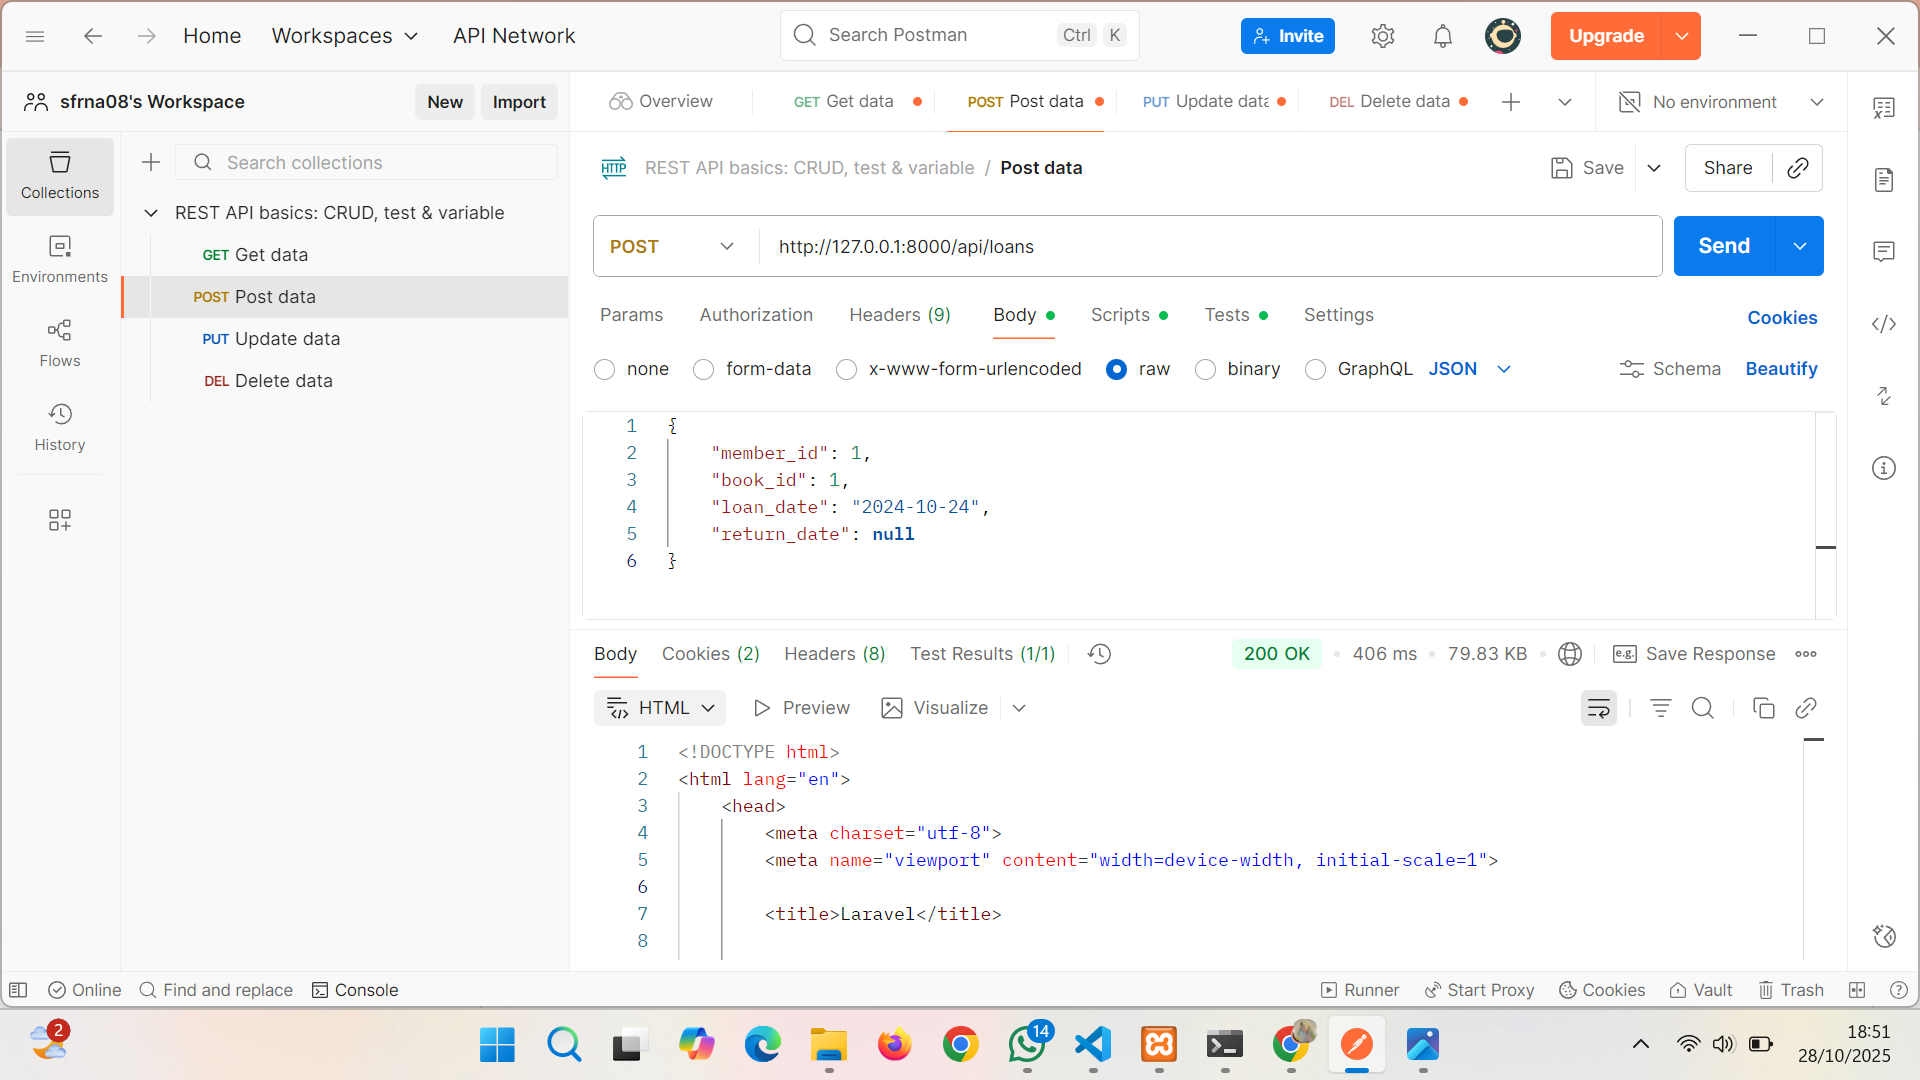 Home
Workspaces
API Network
Search Postman
Ctrl
K
Invite
Upgrade
sfrna08's Workspace
New
Import
Overview
GET Get data
POST Post data
PUT Update data
DEL Delete data
No environment
Collections
Environments
Flows
History
Search collections
REST API basics: CRUD, test & variable
GET Get data
POST Post data
PUT Update data
DEL Delete data
HTTP
REST API basics: CRUD, test & variable / Post data
Save
Share
POST
http://127.0.0.1:8000/api/loans
Send
Params
Authorization
Headers (9)
Body
Scripts
Tests
Settings
Cookies
none
form-data
x-www-form-urlencoded
raw
binary
GraphQL
JSON
Schema
Beautify
1 {
2 "member_id": 1,
3 "book_id": 1,
4 "loan_date": "2024-10-24",
5 "return_date": null
6 }
Body
Cookies (2)
Headers (8)
Test Results (1/1)
200 OK
406 ms
79.83 KB
e.g.
Save Response
HTML
Preview
Visualize
1 <!DOCTYPE html>
2 <html lang="en">
3 <head>
4 <meta charset="utf-8">
5 <meta name="viewport" content="width=device-width, initial-scale=1">
6
7 <title>Laravel</title>
8
Online
Find and replace
Console
Runner
Start Proxy
Cookies
Vault
Trash
2
14
18:51
28/10/2025